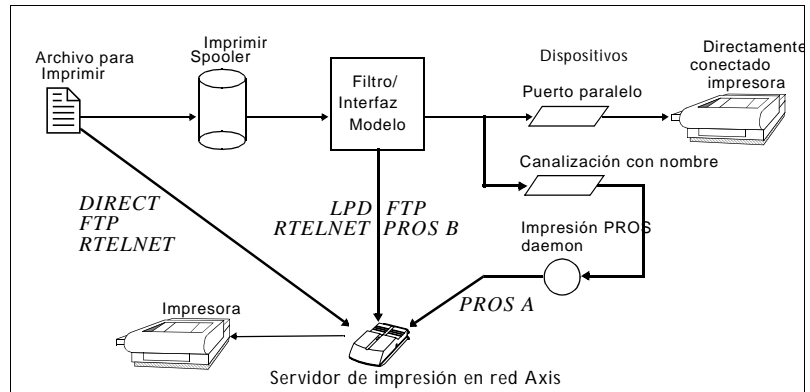 Archivo para
Imprimir
Imprimir
Spooler
Filtro/
Interfaz
Modelo
Dispositivos
Puerto paralelo
Directamente
conectado
impresora
Canalización con nombre
DIRECT
FTP
RTELNET
LPD FTP
RTELNET PROS B
Impresión PROS
daemon
PROS A
Impresora
Servidor de impresión en red Axis